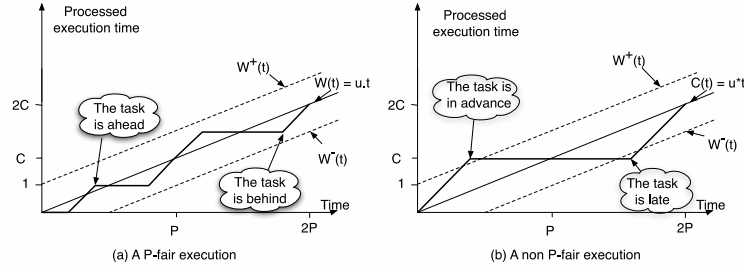 Processed
execution time
W+(t)
W(t) = u.t
2C
The task
is ahead
C
1
W-(t)
The task
is behind
Time
P
2P
(a) A P-fair execution
Processed
execution time
W+(t)
C(t) = u*t
2C
The task is
in advance
C
1
W-(t)
The task
is late
Time
P
2P
(b) A non P-fair execution